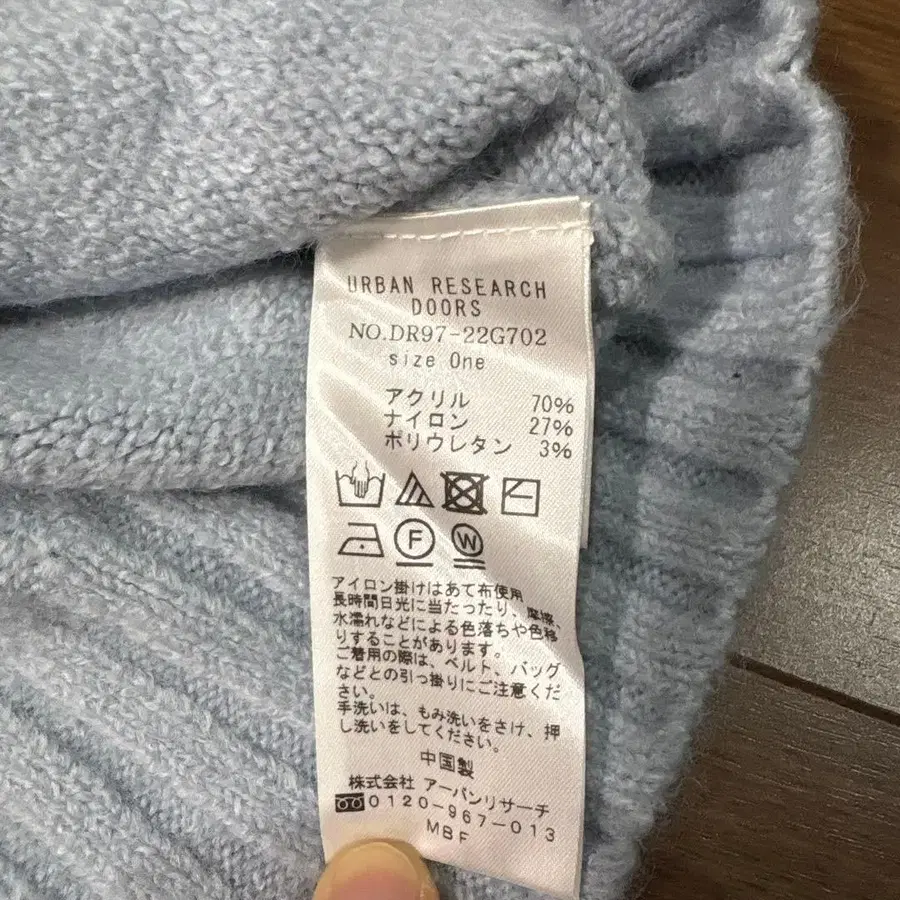 URBAN RESEARCH
DOORS
NO.DR97-22G702
size One
アクリル 70%
ナイロン 27%
ポリウレタン 3%
F W
アイロン掛けはあて布使用
長時間日光に当たったり、摩擦、
水濡れなどによる色落ちや色移
りすることがあります。
ご着用の際は、ベルト、バッグ
などとの引っ掛りにご注意くだ
さい。
手洗いは、もみ洗いをさけ、押
し洗いをしてください。
中国製
株式会社 アーバンリサーチ
0120-967-013
MBF